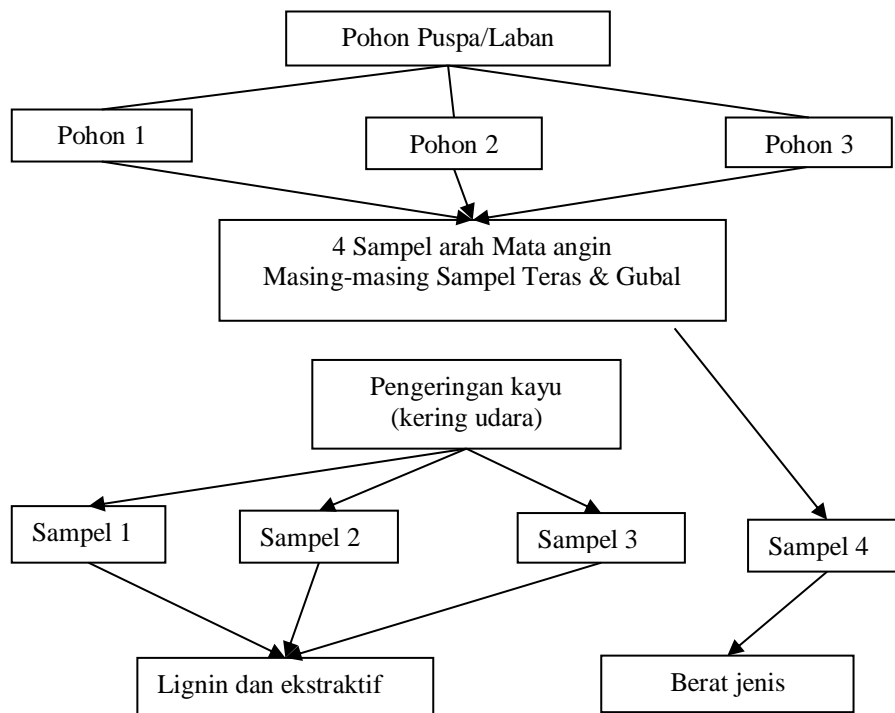 Pohon Puspa/Laban
Pohon 1
Pohon 2
Pohon 3
4 Sampel arah Mata angin
Masing-masing Sampel Teras & Gubal
Pengeringan kayu
(kering udara)
Sampel 1
Sampel 2
Sampel 3
Sampel 4
Lignin dan ekstraktif
Berat jenis